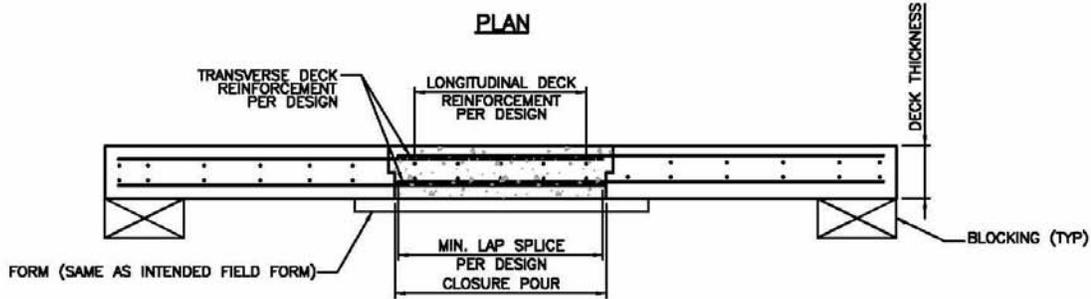 PLAN
DECK THICKNESS
TRANSVERSE DECK
REINFORCEMENT
PER DESIGN
LONGITUDINAL DECK
REINFORCEMENT
PER DESIGN
BLOCKING (TYP)
FORM (SAME AS INTENDED FIELD FORM)
MIN. LAP SPLICE
PER DESIGN
CLOSURE POUR